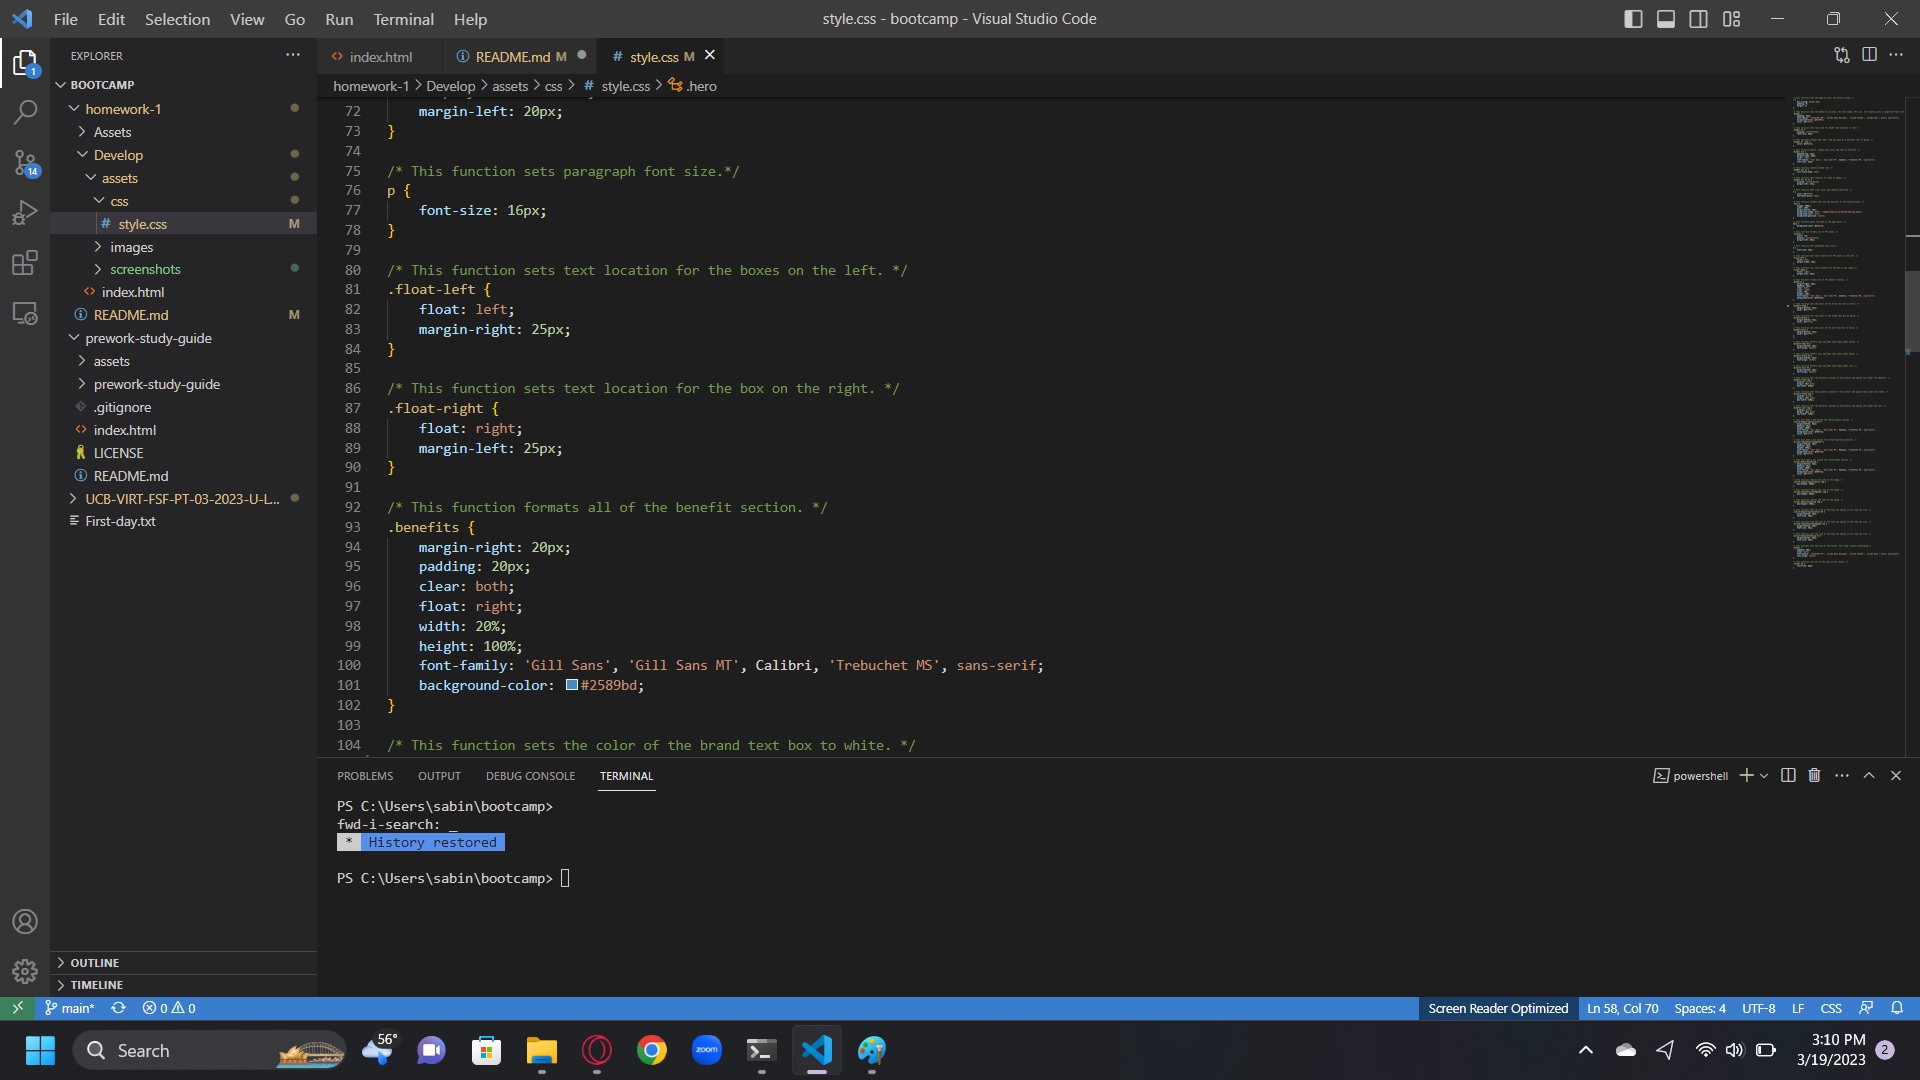 File Edit Selection View Go Run Terminal Help
style.css - bootcamp - Visual Studio Code
EXPLORER
BOOTCAMP
homework-1
Assets
Develop
assets
css
# style.css M
images
screenshots
index.html
README.md M
prework-study-guide
assets
prework-study-guide
.gitignore
index.html
LICENSE
README.md
UCB-VIRT-FSF-PT-03-2023-U-L...
First-day.txt
OUTLINE
TIMELINE
1
14
index.html README.md M # style.css M
homework-1 > Develop > assets > css > # style.css > .hero
72 margin-left: 20px;
73 }
74
75 /* This function sets paragraph font size.*/
76 p {
77 font-size: 16px;
78 }
79
80 /* This function sets text location for the boxes on the left. */
81 .float-left {
82 float: left;
83 margin-right: 25px;
84 }
85
86 /* This function sets text location for the box on the right. */
87 .float-right {
88 float: right;
89 margin-left: 25px;
90 }
91
92 /* This function formats all of the benefit section. */
93 .benefits {
94 margin-right: 20px;
95 padding: 20px;
96 clear: both;
97 float: right;
98 width: 20%;
99 height: 100%;
100 font-family: 'Gill Sans', 'Gill Sans MT', Calibri, 'Trebuchet MS', sans-serif;
101 background-color: #2589bd;
102 }
103
104 /* This function sets the color of the brand text box to white. */
PROBLEMS OUTPUT DEBUG CONSOLE TERMINAL
powershell
PS C:\Users\sabin\bootcamp>
fwd-i-search: _
* History restored
PS C:\Users\sabin\bootcamp>
main* 0 0
Screen Reader Optimized Ln 58, Col 70 Spaces: 4 UTF-8 LF CSS
Search
56°
zoom
3:10 PM
3/19/2023
2